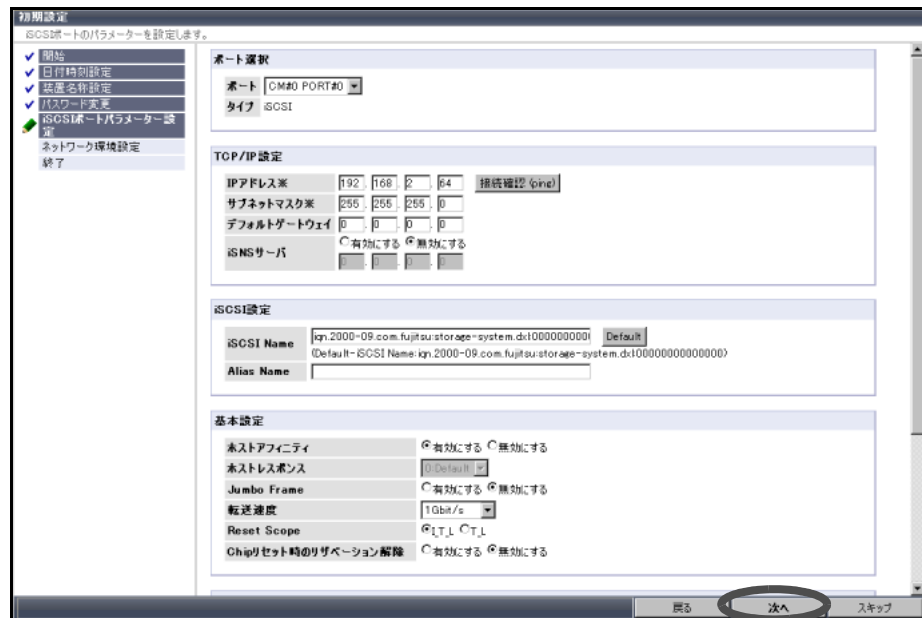 初期設定
iSCSIポートのパラメーターを設定します。
開始
日付時刻設定
装置名称設定
パスワード変更
iSCSIポートパラメーター設
定
ネットワーク環境設定
終了
ポート選択
ポート CM#0 PORT#0
タイプ iSCSI
TCP/IP設定
IPアドレス※ 192 . 168 . 2 . 64 接続確認 (ping)
サブネットマスク※ 255 . 255 . 255 . 0
デフォルトゲートウェイ 0 . 0 . 0 . 0
iSNSサーバ 有効にする 無効にする
0 . 0 . 0 . 0
iSCSI設定
iSCSI Name iqn.2000-09.com.fujitsu:storage-system.dx1000000000 Default
(Default-iSCSI Name:iqn.2000-09.com.fujitsu:storage-system.dx100000000000000)
Alias Name
基本設定
ホストアフィニティ 有効にする 無効にする
ホストレスポンス 0:Default
Jumbo Frame 有効にする 無効にする
転送速度 1Gbit/s
Reset Scope I_T_L T_L
Chipリセット時のリザベーション解除 有効にする 無効にする
戻る 次へ スキップ